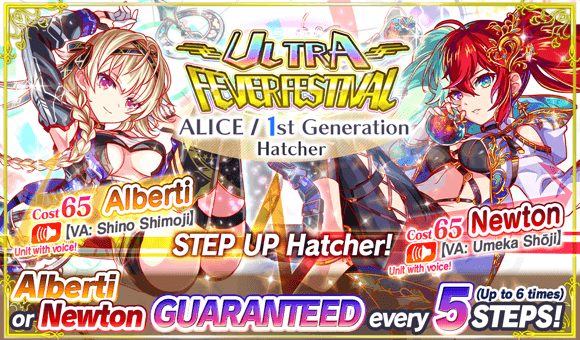 ULTRA
FEVERFESTIVAL
ALICE / 1st Generation
Hatcher
Cost 65 Alberti
[VA: Shino Shimoji]
Unit with voice!
Cost 65 Newton
[VA: Umeka Shōji]
Unit with voice!
STEP UP Hatcher!
Alberti
or Newton GUARANTEED every 5 STEPS!
(Up to 6 times)